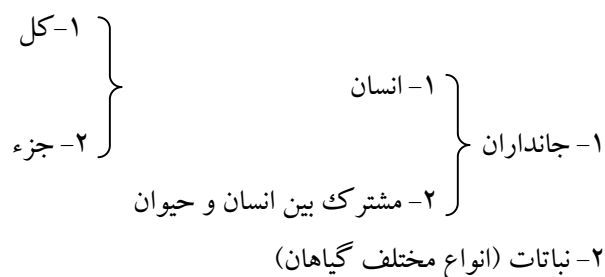 ۱- کل
۱- انسان
۱- جانداران
۲- جزء
۲- مشترک بین انسان و حیوان
۲- نباتات (انواع مختلف گیاهان)